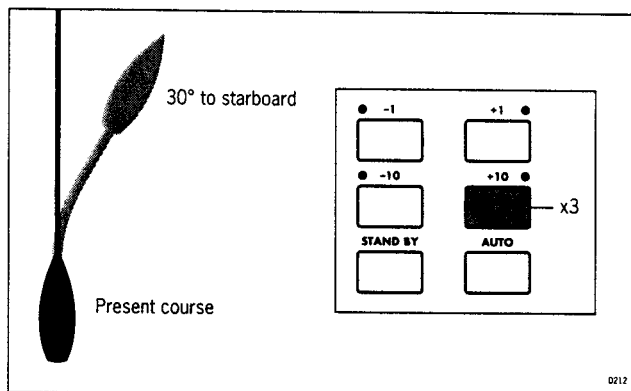 30° to starboard
Present course
-1 +1
-10 +10
x3
STAND BY AUTO
D212